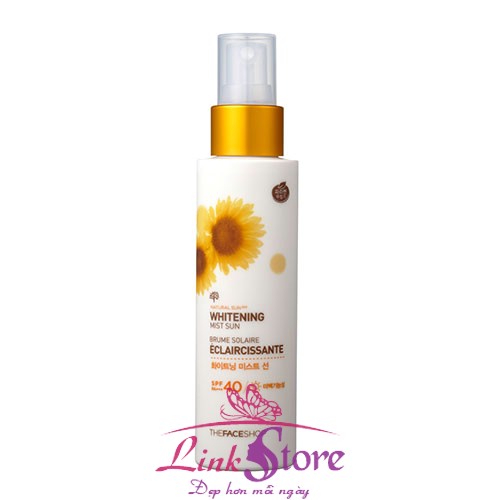 NATURAL SUN
WHITENING
MIST SUN
BRUME SOLAIRE
ÉCLAIRCISSANTE
화이트닝 미스트 선
SPF 40
THEFACESHO
Link Store
Đẹp hơn mỗi ngày